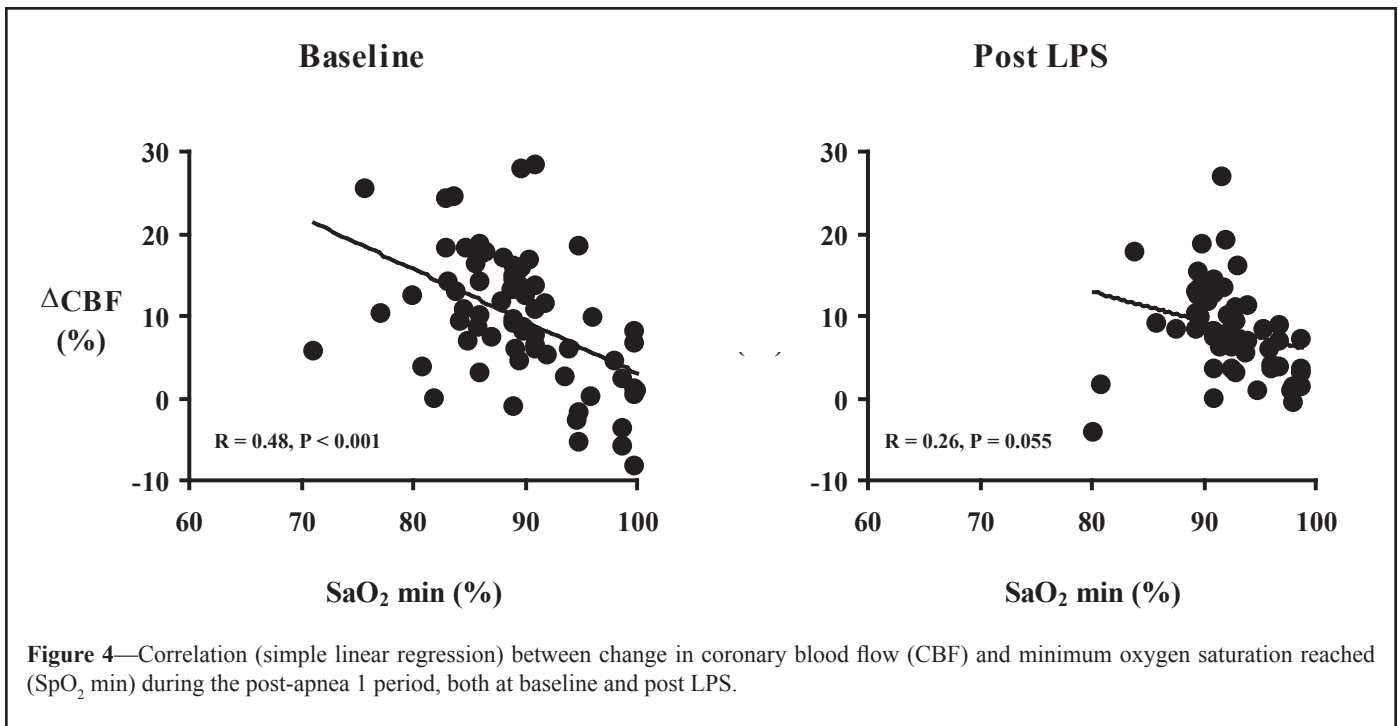 Baseline
Post LPS
ΔCBF
(%)
30
20
10
0
-10
R = 0.48, P < 0.001
60 70 80 90 100
SaO₂ min (%)
30
20
10
0
-10
R = 0.26, P = 0.055
60 70 80 90 100
SaO₂ min (%)
Figure 4—Correlation (simple linear regression) between change in coronary blood flow (CBF) and minimum oxygen saturation reached
(SpO₂ min) during the post-apnea 1 period, both at baseline and post LPS.